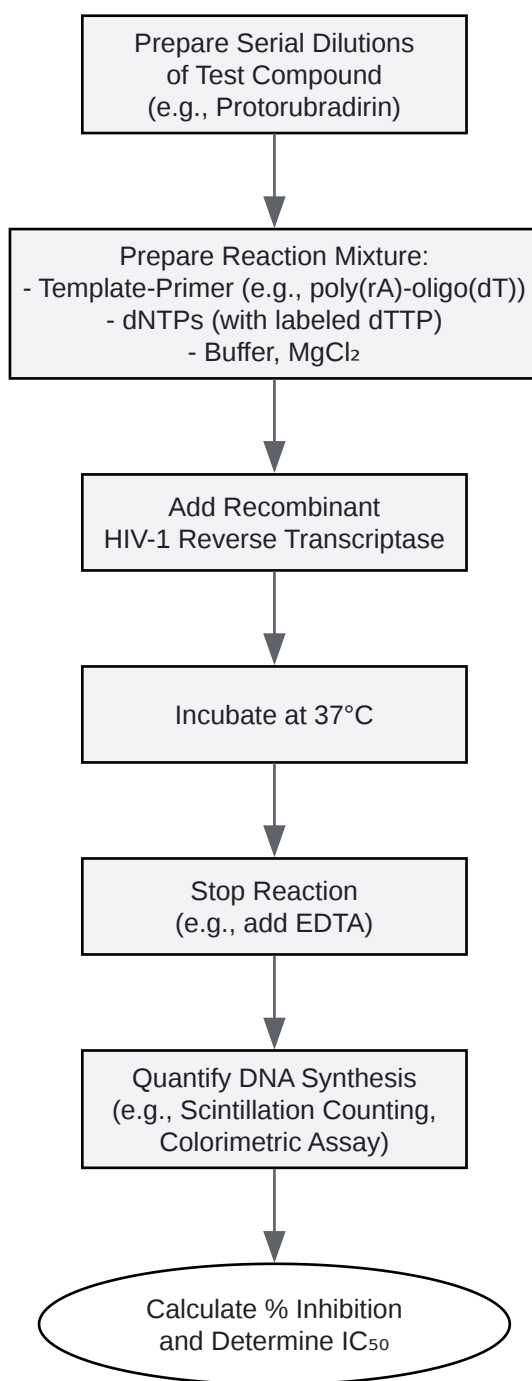 Prepare Serial Dilutions
of Test Compound
(e.g., Protorubradirin)
Prepare Reaction Mixture:
- Template-Primer (e.g., poly(rA)-oligo(dT))
- dNTPs (with labeled dTTP)
- Buffer, MgCl₂
Add Recombinant
HIV-1 Reverse Transcriptase
Incubate at 37°C
Stop Reaction
(e.g., add EDTA)
Quantify DNA Synthesis
(e.g., Scintillation Counting,
Colorimetric Assay)
Calculate % Inhibition
and Determine IC₅₀